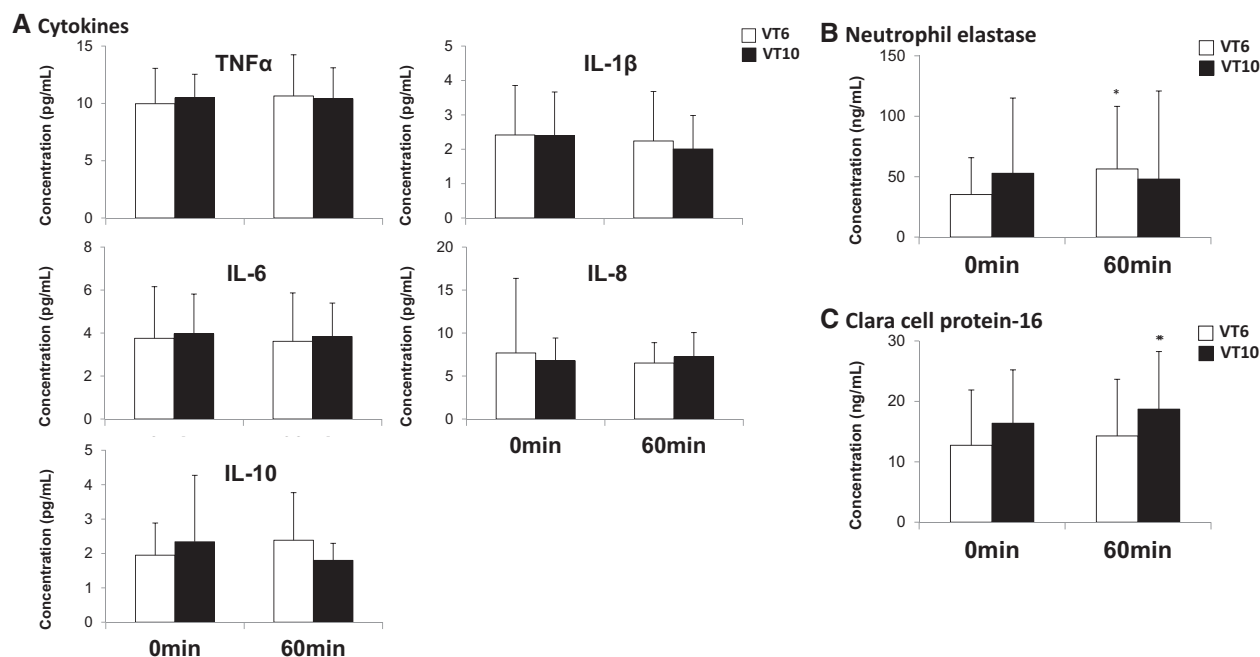 A Cytokines
VT6
VT10
TNFα
Concentration (pg/mL)
15
10
5
0
IL-1β
Concentration (pg/mL)
5
4
3
2
1
0
IL-6
Concentration (pg/mL)
8
6
4
2
0
IL-8
Concentration (pg/mL)
20
15
10
5
0
0min 60min
IL-10
Concentration (pg/mL)
5
4
3
2
1
0
0min 60min
B Neutrophil elastase
VT6
VT10
Concentration (ng/mL)
150
100
50
0
*
0min 60min
C Clara cell protein-16
VT6
VT10
Concentration (ng/mL)
30
20
10
0
*
0min 60min